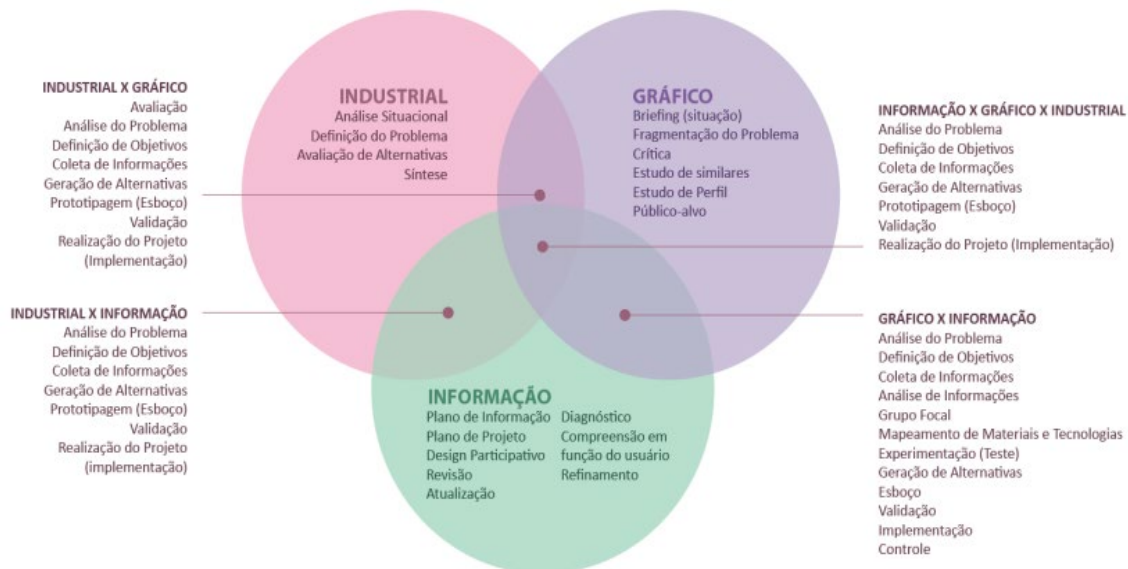 INDUSTRIAL X GRÁFICO
Avaliação
Análise do Problema
Definição de Objetivos
Coleta de Informações
Geração de Alternativas
Prototipagem (Esboço)
Validação
Realização do Projeto
(Implementação)
INDUSTRIAL X INFORMAÇÃO
Análise do Problema
Definição de Objetivos
Coleta de Informações
Geração de Alternativas
Prototipagem (Esboço)
Validação
Realização do Projeto
(implementação)
INDUSTRIAL
Análise Situacional
Definição do Problema
Avaliação de Alternativas
Síntese
GRÁFICO
Briefing (situação)
Fragmentação do Problema
Crítica
Estudo de similares
Estudo de Perfil
Público-alvo
INFORMAÇÃO
Plano de Informação
Plano de Projeto
Design Participativo
Revisão
Atualização
Diagnóstico
Compreensão em
função do usuário
Refinamento
INFORMAÇÃO X GRÁFICO X INDUSTRIAL
Análise do Problema
Definição de Objetivos
Coleta de Informações
Geração de Alternativas
Prototipagem (Esboço)
Validação
Realização do Projeto (Implementação)
GRÁFICO X INFORMAÇÃO
Análise do Problema
Definição de Objetivos
Coleta de Informações
Análise de Informações
Grupo Focal
Mapeamento de Materiais e Tecnologias
Experimentação (Teste)
Geração de Alternativas
Esboço
Validação
Implementação
Controle